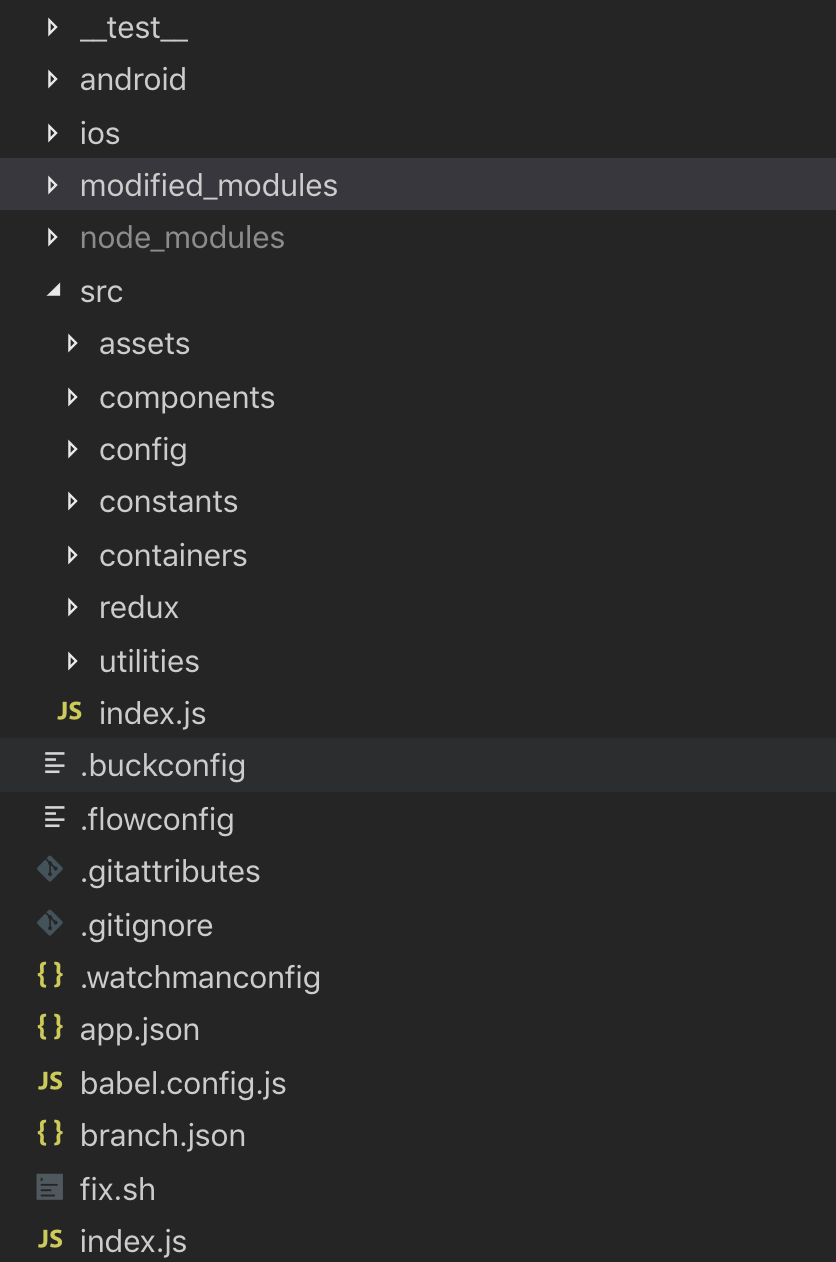 __test__
android
ios
modified_modules
node_modules
src
assets
components
config
constants
containers
redux
utilities
JS index.js
.buckconfig
.flowconfig
.gitattributes
.gitignore
{ } .watchmanconfig
{ } app.json
JS babel.config.js
{ } branch.json
fix.sh
JS index.js